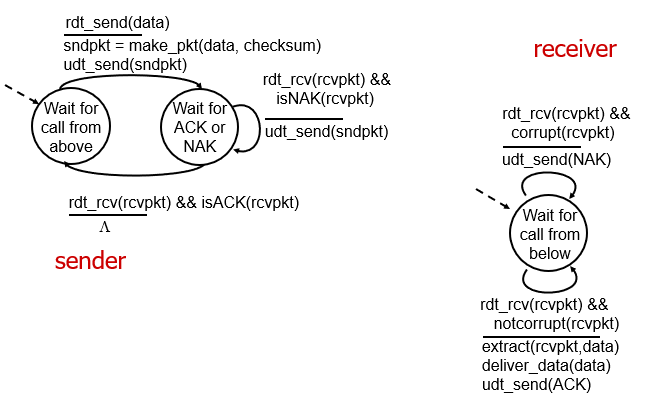 rdt_send(data)
sndpkt = make_pkt(data, checksum)
udt_send(sndpkt)
Wait for
call from
above
Wait for
ACK or
NAK
rdt_rcv(rcvpkt) &&
isNAK(rcvpkt)
udt_send(sndpkt)
rdt_rcv(rcvpkt) && isACK(rcvpkt)
Λ
sender
receiver
rdt_rcv(rcvpkt) &&
corrupt(rcvpkt)
udt_send(NAK)
Wait for
call from
below
rdt_rcv(rcvpkt) &&
notcorrupt(rcvpkt)
extract(rcvpkt,data)
deliver_data(data)
udt_send(ACK)